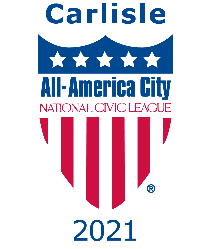 Carlisle
All-America City
NATIONAL CIVIC LEAGUE
®
2021